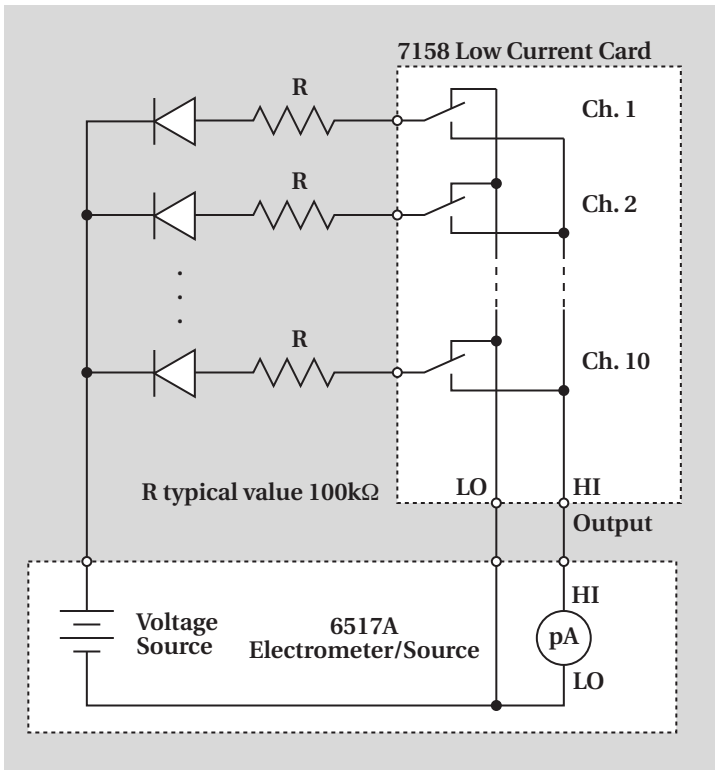 7158 Low Current Card
R
Ch. 1
R
Ch. 2
R
Ch. 10
R typical value 100kΩ
LO
HI
Output
HI
Voltage
Source
6517A
Electrometer/Source
pA
LO